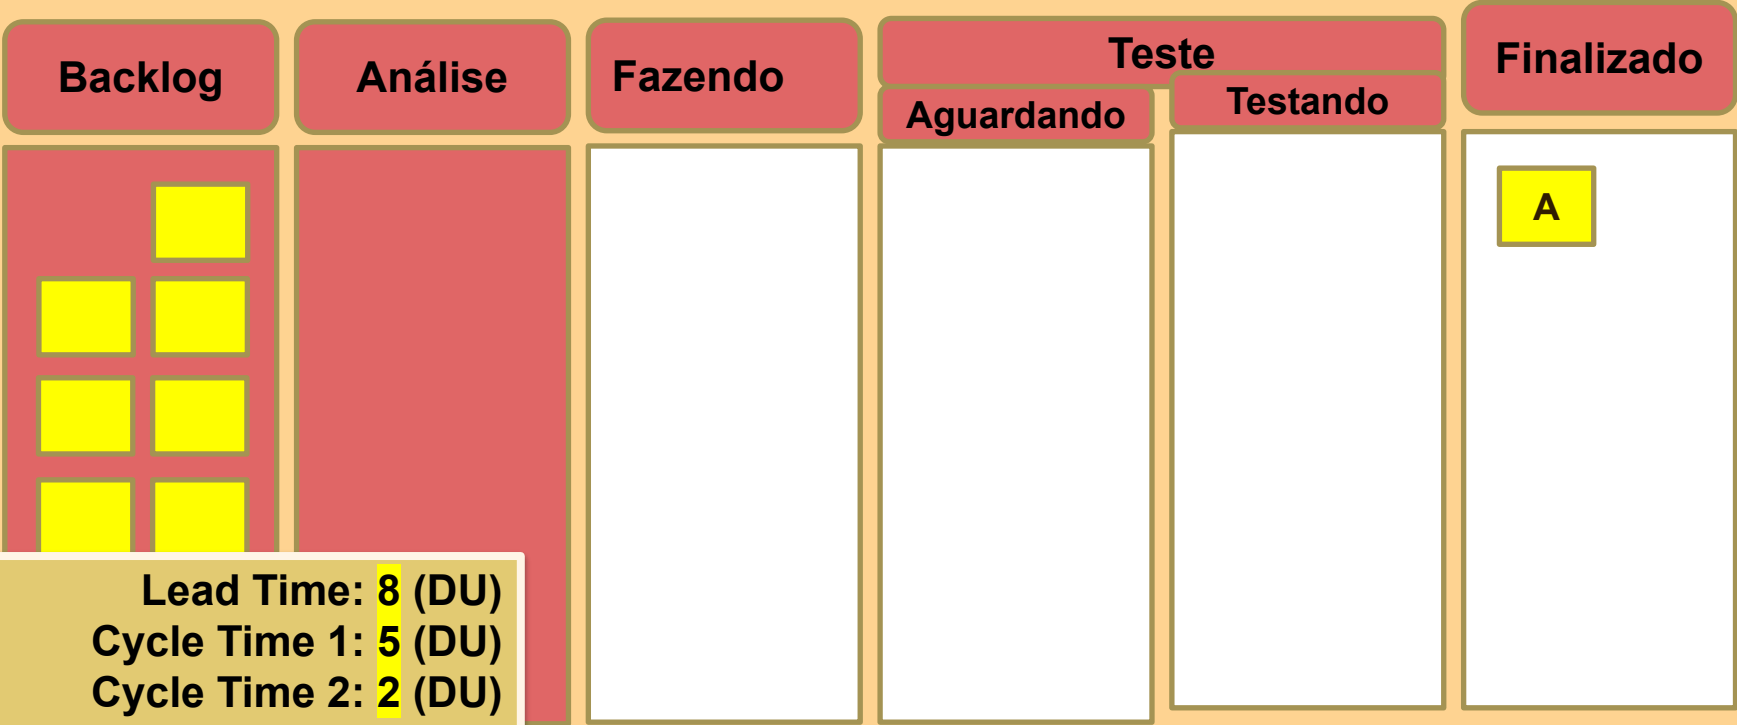 Backlog
Análise
Fazendo
Teste
Aguardando
Testando
Finalizado
A
Lead Time: 8 (DU)
Cycle Time 1: 5 (DU)
Cycle Time 2: 2 (DU)